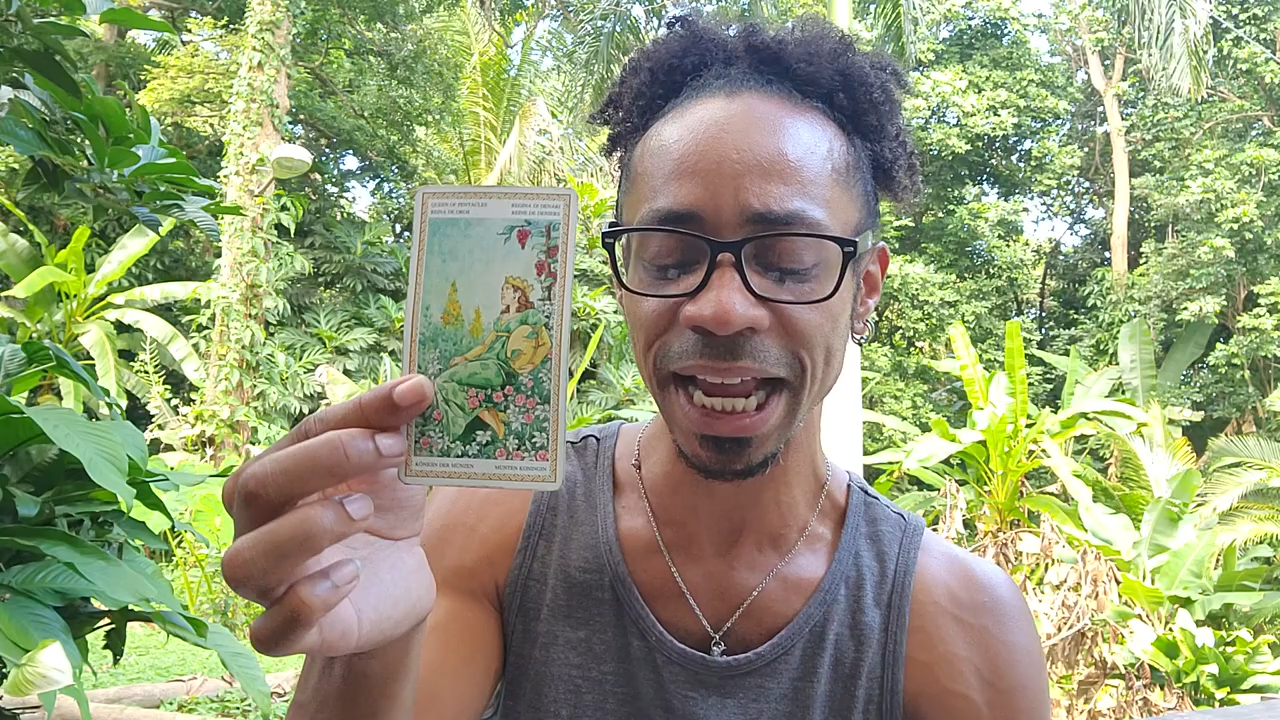 QUEEN OF PENTACLES REGINA DI DENARI
REINA DE OROS REINE DE DENIERS
KÖNIGIN DER MÜNZEN MUNTEN KONINGIN